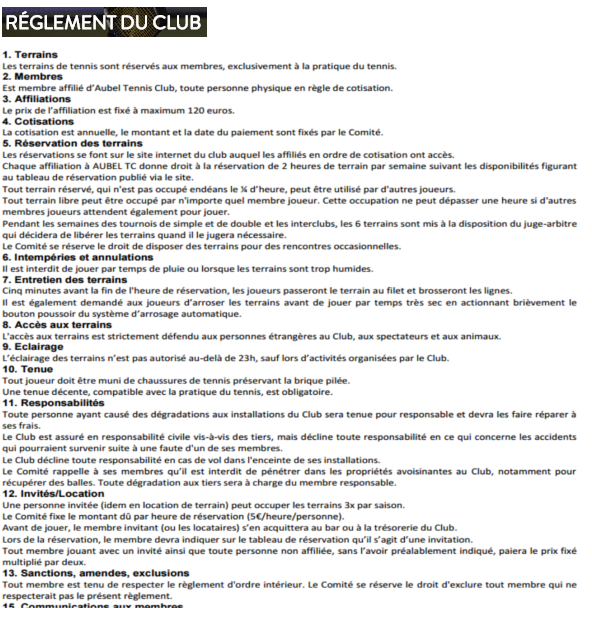 RÉGLEMENT DU CLUB
1. Terrains
Les terrains de tennis sont réservés aux membres, exclusivement à la pratique du tennis.
2. Membres
Est membre affilié d'Aubel Tennis Club, toute personne physique en règle de cotisation.
3. Affiliations
Le prix de l'affiliation est fixé à maximum 120 euros.
4. Cotisations
La cotisation est annuelle, le montant et la date du paiement sont fixés par le Comité.
5. Réservation des terrains
Les réservations se font sur le site internet du club auquel les affiliés en ordre de cotisation ont accès.
Chaque affiliation à AUBEL TC donne droit à la réservation de 2 heures de terrain par semaine suivant les disponibilités figurant
au tableau de réservation publié via le site.
Tout terrain réservé, qui n'est pas occupé endéans le ¼ d'heure, peut être utilisé par d'autres joueurs.
Tout terrain libre peut être occupé par n'importe quel membre joueur. Cette occupation ne peut dépasser une heure si d'autres
membres joueurs attendent également pour jouer.
Pendant les semaines des tournois de simple et de double et les interclubs, les 6 terrains sont mis à la disposition du juge-arbitre
qui décidera de libérer les terrains quand il le jugera nécessaire.
Le Comité se réserve le droit de disposer des terrains pour des rencontres occasionnelles.
6. Intempéries et annulations
Il est interdit de jouer par temps de pluie ou lorsque les terrains sont trop humides.
7. Entretien des terrains
Cinq minutes avant la fin de l'heure de réservation, les joueurs passeront le terrain au filet et brosseront les lignes.
Il est également demandé aux joueurs d'arroser les terrains avant de jouer par temps très sec en actionnant brièvement le
bouton poussoir du système d'arrosage automatique.
8. Accès aux terrains
L'accès aux terrains est strictement défendu aux personnes étrangères au Club, aux spectateurs et aux animaux.
9. Eclairage
L'éclairage des terrains n'est pas autorisé au-delà de 23h, sauf lors d'activités organisées par le Club.
10. Tenue
Tout joueur doit être muni de chaussures de tennis préservant la brique pilée.
Une tenue décente, compatible avec la pratique du tennis, est obligatoire.
11. Responsabilités
Toute personne ayant causé des dégradations aux installations du Club sera tenue pour responsable et devra les faire réparer à
ses frais.
Le Club est assuré en responsabilité civile vis-à-vis des tiers, mais décline toute responsabilité en ce qui concerne les accidents
qui pourraient survenir suite à une faute d'un de ses membres.
Le Club décline toute responsabilité en cas de vol dans l'enceinte de ses installations.
Le Comité rappelle à ses membres qu'il est interdit de pénétrer dans les propriétés avoisinantes au Club, notamment pour
récupérer des balles. Toute dégradation aux tiers sera à charge du membre responsable.
12. Invités/Location
Une personne invitée (idem en location de terrain) peut occuper les terrains 3x par saison.
Le Comité fixe le montant dû par heure de réservation (5€/heure/personne).
Avant de jouer, le membre invitant (ou les locataires) s'en acquittera au bar ou à la trésorerie du Club.
Lors de la réservation, le membre devra indiquer sur le tableau de réservation qu'il s'agit d'une invitation.
Tout membre jouant avec un invité ainsi que toute personne non affiliée, sans l'avoir préalablement indiqué, paiera le prix fixé
multiplié par deux.
13. Sanctions, amendes, exclusions
Tout membre est tenu de respecter le règlement d'ordre intérieur. Le Comité se réserve le droit d'exclure tout membre qui ne
respecterait pas le présent règlement.
15. Communications aux membres